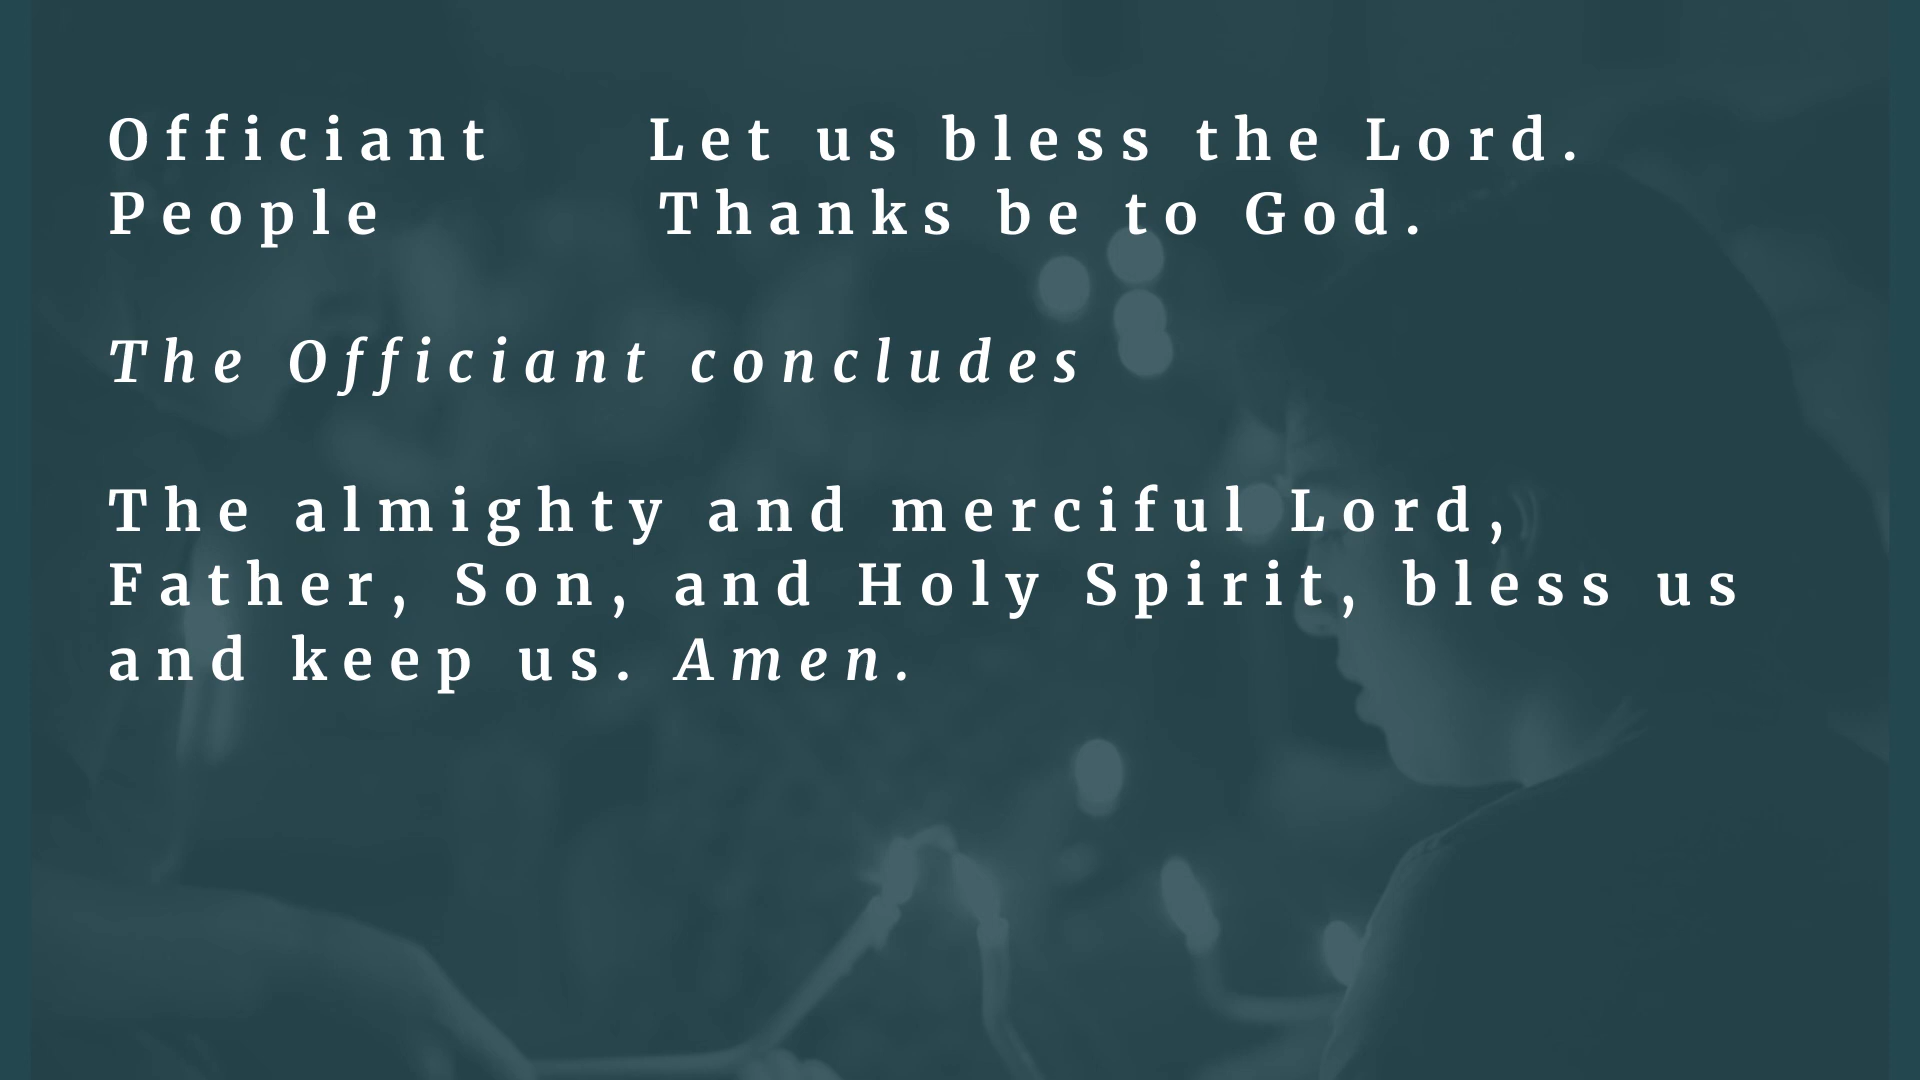 Officiant Let us bless the Lord.
People Thanks be to God.
The Officiant concludes
The almighty and merciful Lord,
Father, Son, and Holy Spirit, bless us
and keep us. Amen.